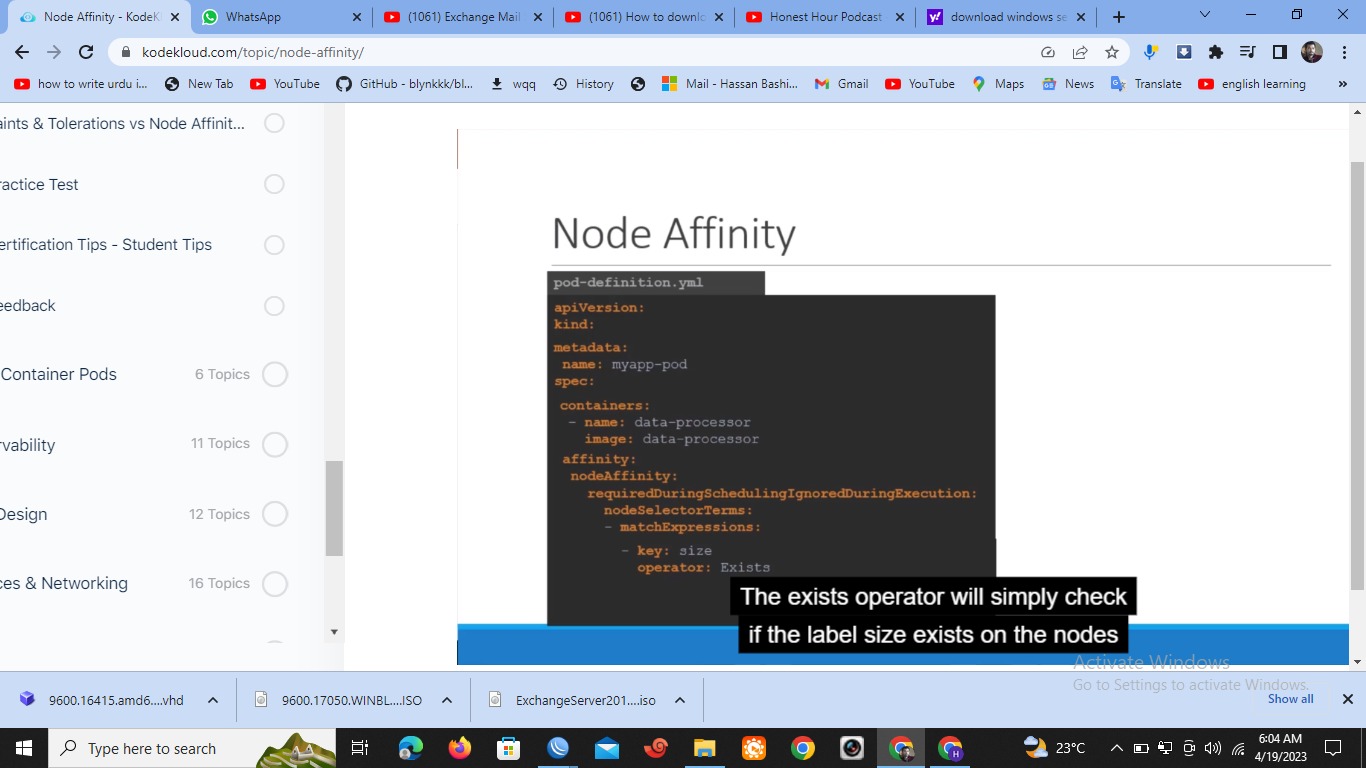 Node Affinity - KodeK
WhatsApp
(1061) Exchange Mail
(1061) How to downlo
Honest Hour Podcast
download windows se
kodekloud.com/topic/node-affinity/
how to write urdu i...
New Tab
YouTube
GitHub - blynkkk/bl...
wqq
History
Mail - Hassan Bashi...
Gmail
YouTube
Maps
News
Translate
english learning
»
aints & Tolerations vs Node Affinit...
ractice Test
ertification Tips - Student Tips
eedback
Container Pods 6 Topics
rvability 11 Topics
Design 12 Topics
ces & Networking 16 Topics
Node Affinity
pod-definition.yml
apiVersion:
kind:
metadata:
name: myapp-pod
spec:
containers:
- name: data-processor
image: data-processor
affinity:
nodeAffinity:
requiredDuringSchedulingIgnoredDuringExecution:
nodeSelectorTerms:
- matchExpressions:
- key: size
operator: Exists
The exists operator will simply check
if the label size exists on the nodes
Activate Windows
Go to Settings to activate Windows.
9600.16415.amd6....vhd
9600.17050.WINBL....ISO
ExchangeServer201....iso
Show all
Type here to search
23°C
6:04 AM
4/19/2023